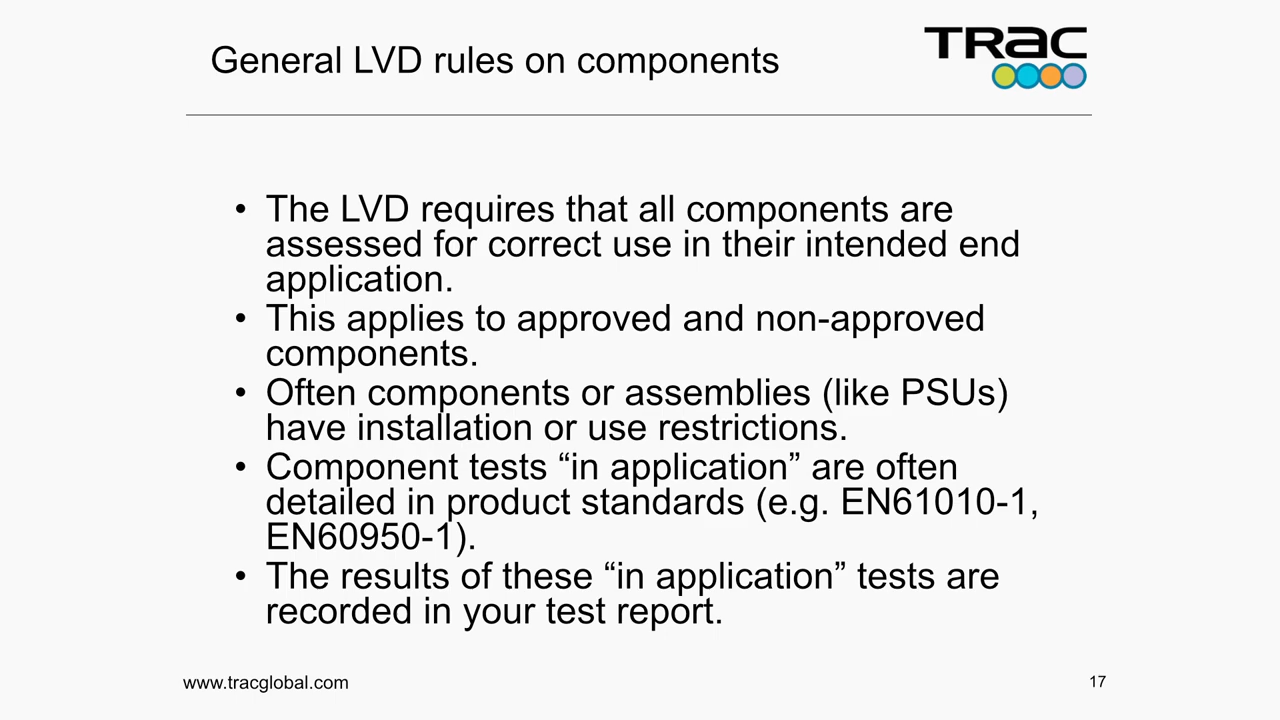 General LVD rules on components
TRaC
• The LVD requires that all components are
assessed for correct use in their intended end
application.
• This applies to approved and non-approved
components.
• Often components or assemblies (like PSUs)
have installation or use restrictions.
• Component tests “in application” are often
detailed in product standards (e.g. EN61010-1,
EN60950-1).
• The results of these “in application” tests are
recorded in your test report.
www.tracglobal.com
17